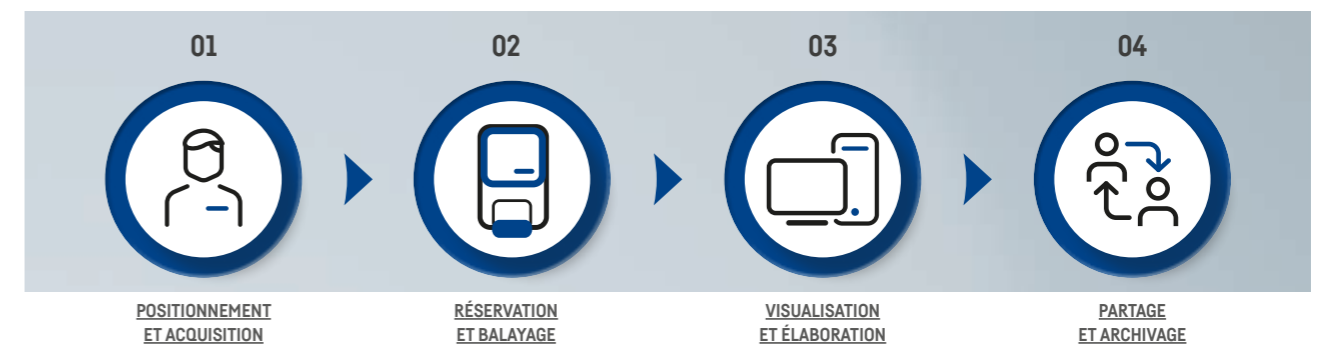 01
02
03
04
POSITIONNEMENT
ET ACQUISITION
RÉSERVATION
ET BALAYAGE
VISUALISATION
ET ÉLABORATION
PARTAGE
ET ARCHIVAGE